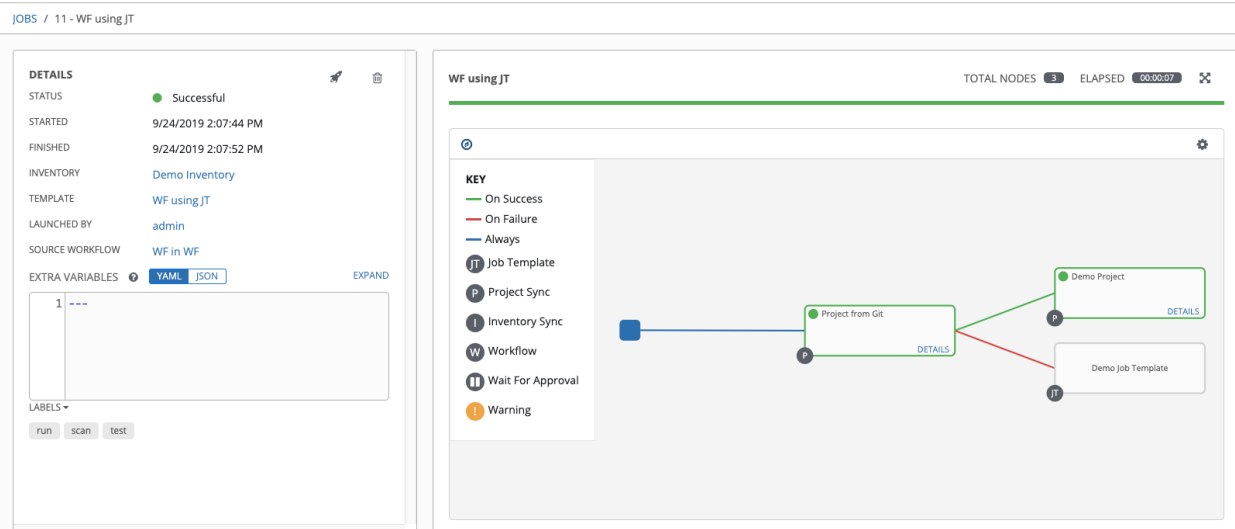 JOBS / 11 - WF using JT
DETAILS
STATUS Successful
STARTED 9/24/2019 2:07:44 PM
FINISHED 9/24/2019 2:07:52 PM
INVENTORY Demo Inventory
TEMPLATE WF using JT
LAUNCHED BY admin
SOURCE WORKFLOW WF in WF
EXTRA VARIABLES ? YAML JSON EXPAND
1 ---
LABELS
run scan test
WF using JT TOTAL NODES 3 ELAPSED 00:00:07
KEY
On Success
On Failure
Always
JT Job Template
P Project Sync
I Inventory Sync
W Workflow
Wait For Approval
! Warning
Project from Git
DETAILS
P
Demo Project
DETAILS
P
Demo Job Template
JT